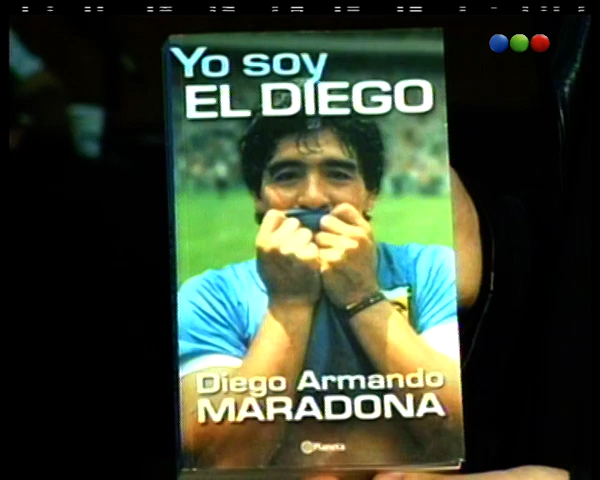 Yo soy
EL DIEGO
Diego Armando
MARADONA
Planeta